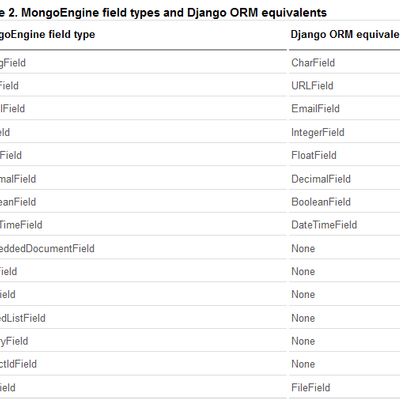 e 2. MongoEngine field types and Django ORM equivalents
goEngine field type Django ORM equivale
gField CharField
Field URLField
lField EmailField
eld IntegerField
Field FloatField
malField DecimalField
eanField BooleanField
TimeField DateTimeField
eddedDocumentField None
Field None
ield None
edListField None
ryField None
ctIdField None
ield FileField